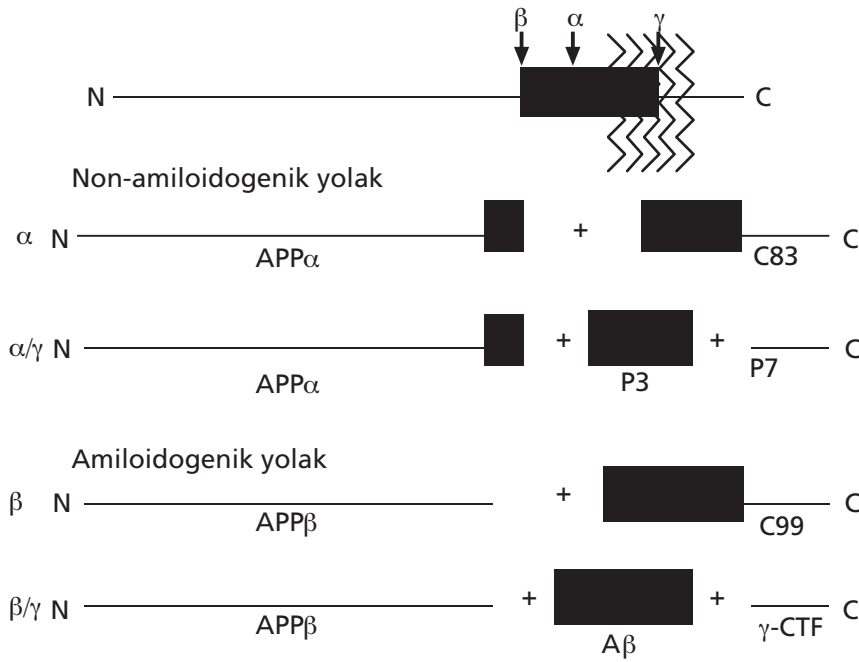 β α γ
N C
Non-amiloidogenik yolak
α N + C
APPα C83
α/γ N + + C
APPα P3 P7
Amiloidogenik yolak
β N + C
APPβ C99
β/γ N + + C
APPβ Aβ γ-CTF